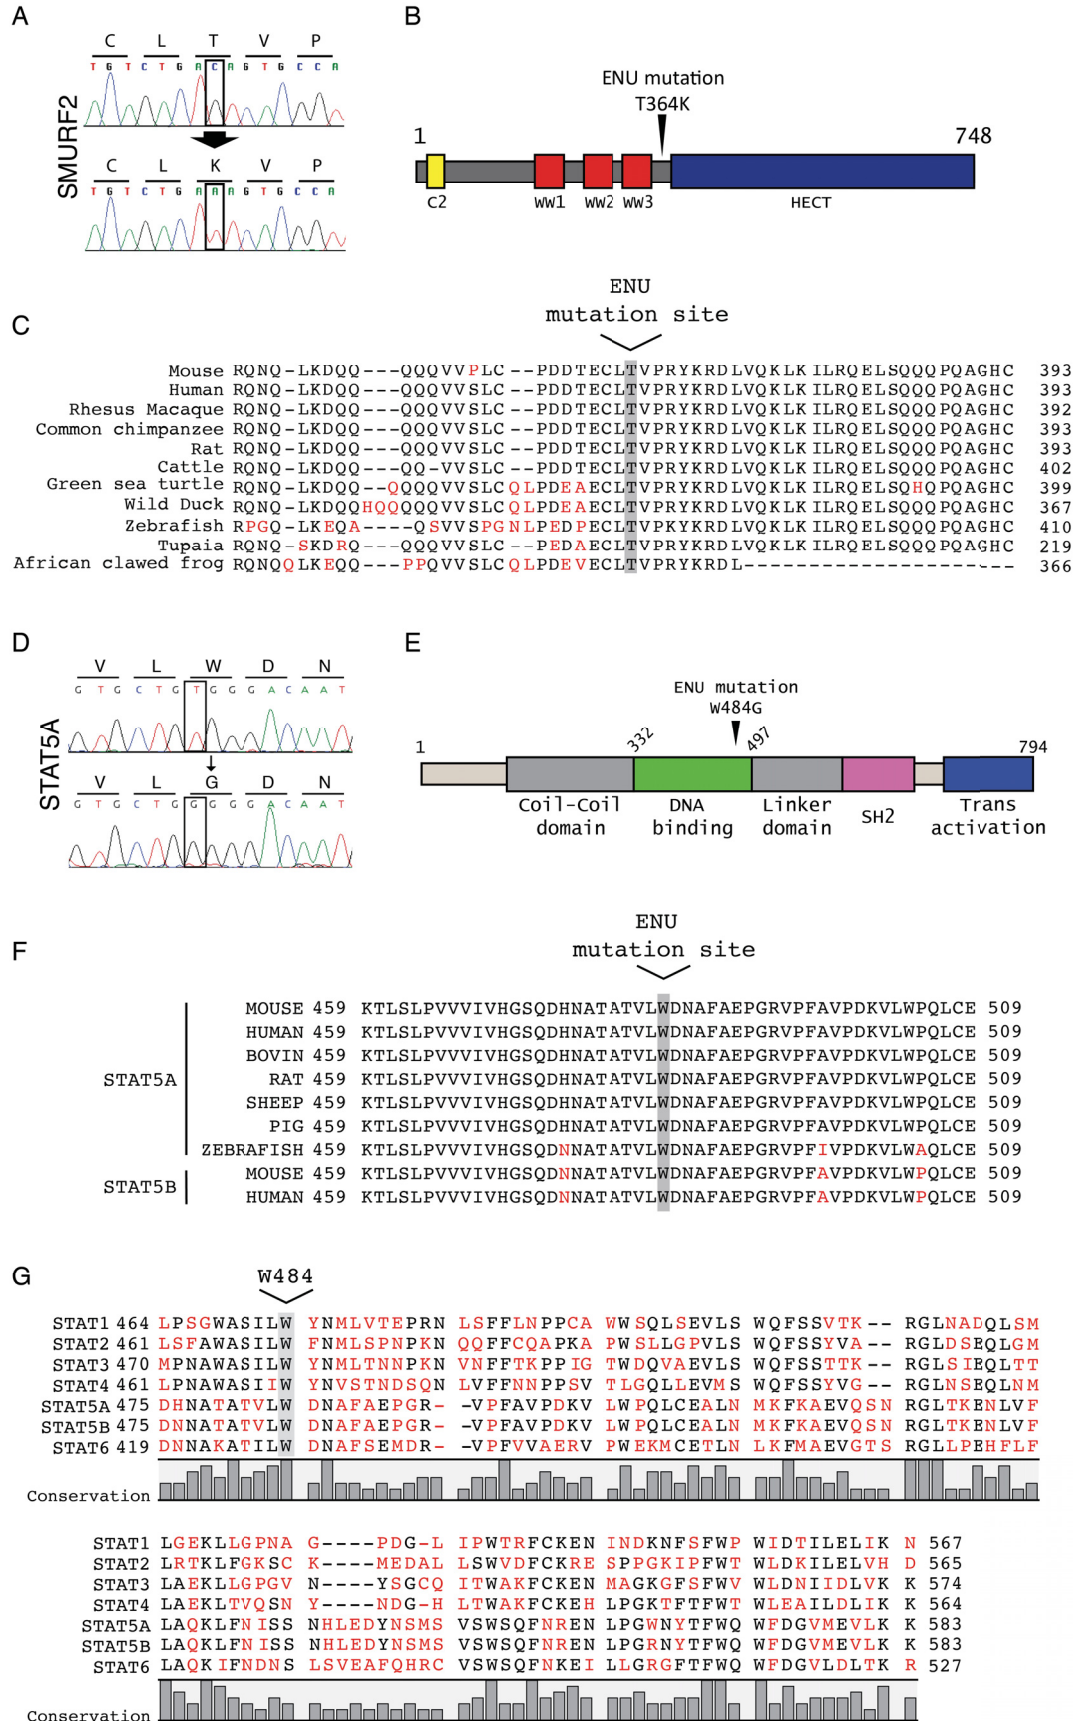 A
C L T V P
T G T C T G A C A G T G C C A
SMURF2
C L K V P
T G T C T G A A A G T G C C A
B
ENU mutation
T364K
1 748
C2 WW1 WW2 WW3 HECT
C
ENU
mutation site
Mouse RQNQ-LKDQQ---QQQVVPLC--PDDTECLTVPRYKRDLVQKLKILRQELSQQQPQAGHC 393
Human RQNQ-LKDQQ---QQQVVSLC--PDDTECLTVPRYKRDLVQKLKILRQELSQQQPQAGHC 393
Rhesus Macaque RQNQ-LKDQQ---QQQVVSLC--PDDTECLTVPRYKRDLVQKLKILRQELSQQQPQAGHC 392
Common chimpanzee RQNQ-LKDQQ---QQQVVSLC--PDDTECLTVPRYKRDLVQKLKILRQELSQQQPQAGHC 393
Rat RQNQ-LKDQQ---QQQVVSLC--PDDTECLTVPRYKRDLVQKLKILRQELSQQQPQAGHC 393
Cattle RQNQ-LKDQQ---QQ-VVSLC--PDDTECLTVPRYKRDLVQKLKILRQELSQQQPQAGHC 402
Green sea turtle RQNQ-LKDQQ--QQQQVVSLCQLPDEAECLTVPRYKRDLVQKLKILRQELSQHQPQAGHC 399
Wild Duck RQNQ-LKDQQHQQQQQVVSLCQLPDEAECLTVPRYKRDLVQKLKILRQELSQQQPQAGHC 367
Zebrafish RPGQ-LKEQA----QSVVSPGNLPEDPECLTVPRYKRDLVQKLKILRQELSQQQPQAGHC 410
Tupaia RQNQ-SKDRQ---QQQVVSLC--PEDAECLTVPRYKRDLVQKLKILRQELSQQQPQAGHC 219
African clawed frog RQNQQLKEQQ---PPQVVSLCQLPDEVECLTVPRYKRDL--------------------- 366
D
V L W D N
G T G C T G T G G G A C A A T
STAT5A
V L G D N
G T G C T G G G G G A C A A T
E
ENU mutation
W484G
1 332 497 794
Coil-Coil
domain
DNA
binding
Linker
domain
SH2
Trans
activation
F
ENU
mutation site
STAT5A
MOUSE 459 KTLSLPVVVIVHGSQDHNATATVLWDNAFAEPGRVPFAVPDKVLWPQLCE 509
HUMAN 459 KTLSLPVVVIVHGSQDHNATATVLWDNAFAEPGRVPFAVPDKVLWPQLCE 509
BOVIN 459 KTLSLPVVVIVHGSQDHNATATVLWDNAFAEPGRVPFAVPDKVLWPQLCE 509
RAT 459 KTLSLPVVVIVHGSQDHNATATVLWDNAFAEPGRVPFAVPDKVLWPQLCE 509
SHEEP 459 KTLSLPVVVIVHGSQDHNATATVLWDNAFAEPGRVPFAVPDKVLWPQLCE 509
PIG 459 KTLSLPVVVIVHGSQDHNATATVLWDNAFAEPGRVPFAVPDKVLWPQLCE 509
ZEBRAFISH 459 KTLSLPVVVIVHGSQDNNATATVLWDNAFAEPGRVPFIVPDKVLWAQLCE 509
STAT5B
MOUSE 459 KTLSLPVVVIVHGSQDNNATATVLWDNAFAEPGRVPFAVPDKVLWPQLCE 509
HUMAN 459 KTLSLPVVVIVHGSQDNNATATVLWDNAFAEPGRVPFAVPDKVLWPQLCE 509
G
W484
STAT1 464 LPSGWASILW YNMLVTEPRN LSFFLNPPCA WWSQLSEVLS WQFSSVTK-- RGLNADQLSM
STAT2 461 LSFAWASILW FNMLSPNPKN QQFFCQAPKA PWSLLGPVLS WQFSSYVA-- RGLDSEQLGM
STAT3 470 MPNAWASILW YNMLTNNPKN VNFFTKPPIG TWDQVAEVLS WQFSSTTK-- RGLSIEQLTT
STAT4 461 LPNAWASIIW YNVSTNDSQN LVFFNNPPSV TLGQLLEVMS WQFSSYVG-- RGLNSEQLNM
STAT5A 475 DHNATATVLW DNAFAEPGR- -VPFAVPDKV LWPQLCEALN MKFKAEVQSN RGLTKENLVF
STAT5B 475 DNNATATVLW DNAFAEPGR- -VPFAVPDKV LWPQLCEALN MKFKAEVQSN RGLTKENLVF
STAT6 419 DNNAKATILW DNAFSEMDR- -VPFVVAERV PWEKMCETLN LKFMAEVGTS RGLLPEHFLF
Conservation
STAT1 LGEKLLGPNA G----PDG-L IPWTRFCKEN INDKNFSFWP WIDTILELIK N 567
STAT2 LRTKLFGKSC K----MEDAL LSWVDFCKRE SPPGKIPFWT WLDKILELVH D 565
STAT3 LAEKLLGPGV N----YSGCQ ITWAKFCKEN MAGKGFSFWV WLDNIIDLVK K 574
STAT4 LAEKLTVQSN Y----NDG-H LTWAKFCKEH LPGKTFTFWT WLEAILDLIK K 564
STAT5A LAQKLFNISS NHLEDYNSMS VSWSQFNREN LPGWNYTFWQ WFDGVMEVLK K 583
STAT5B LAQKLFNISS NHLEDYNSMS VSWSQFNREN LPGRNYTFWQ WFDGVMEVLK K 583
STAT6 LAQKIFNDNS LSVEAFQHRC VSWSQFNKEI LLGRGFTFWQ WFDGVLDLTK R 527
Conservation